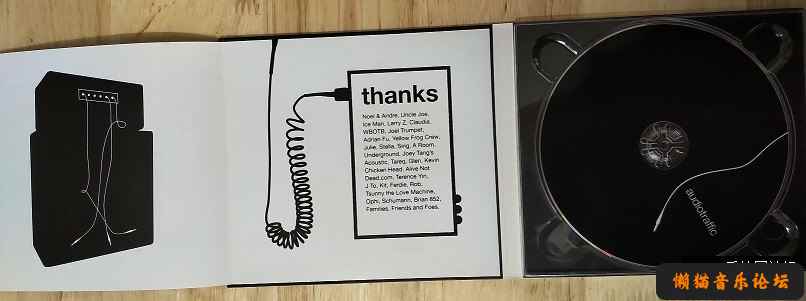 thanks
Noel & Andre, Uncle Joe,
Ice Man, Larry Z, Claudia,
WBOTB, Joel Trumpet,
Adrian Fu, Yellow Frog Crew,
Julie, Stella, Sing, A Room,
Underground, Joey Tang's
Acoustic, Tareq, Glen, Kevin
Chicken Head, Alive Not
Dead.com, Terence Yin,
J To, Kit, Ferdie, Rob,
Tsunny the Love Machine,
Ophi, Schumann, Brian 852,
Families, Friends and Foes.
audiotraffic
懒猫音乐论坛